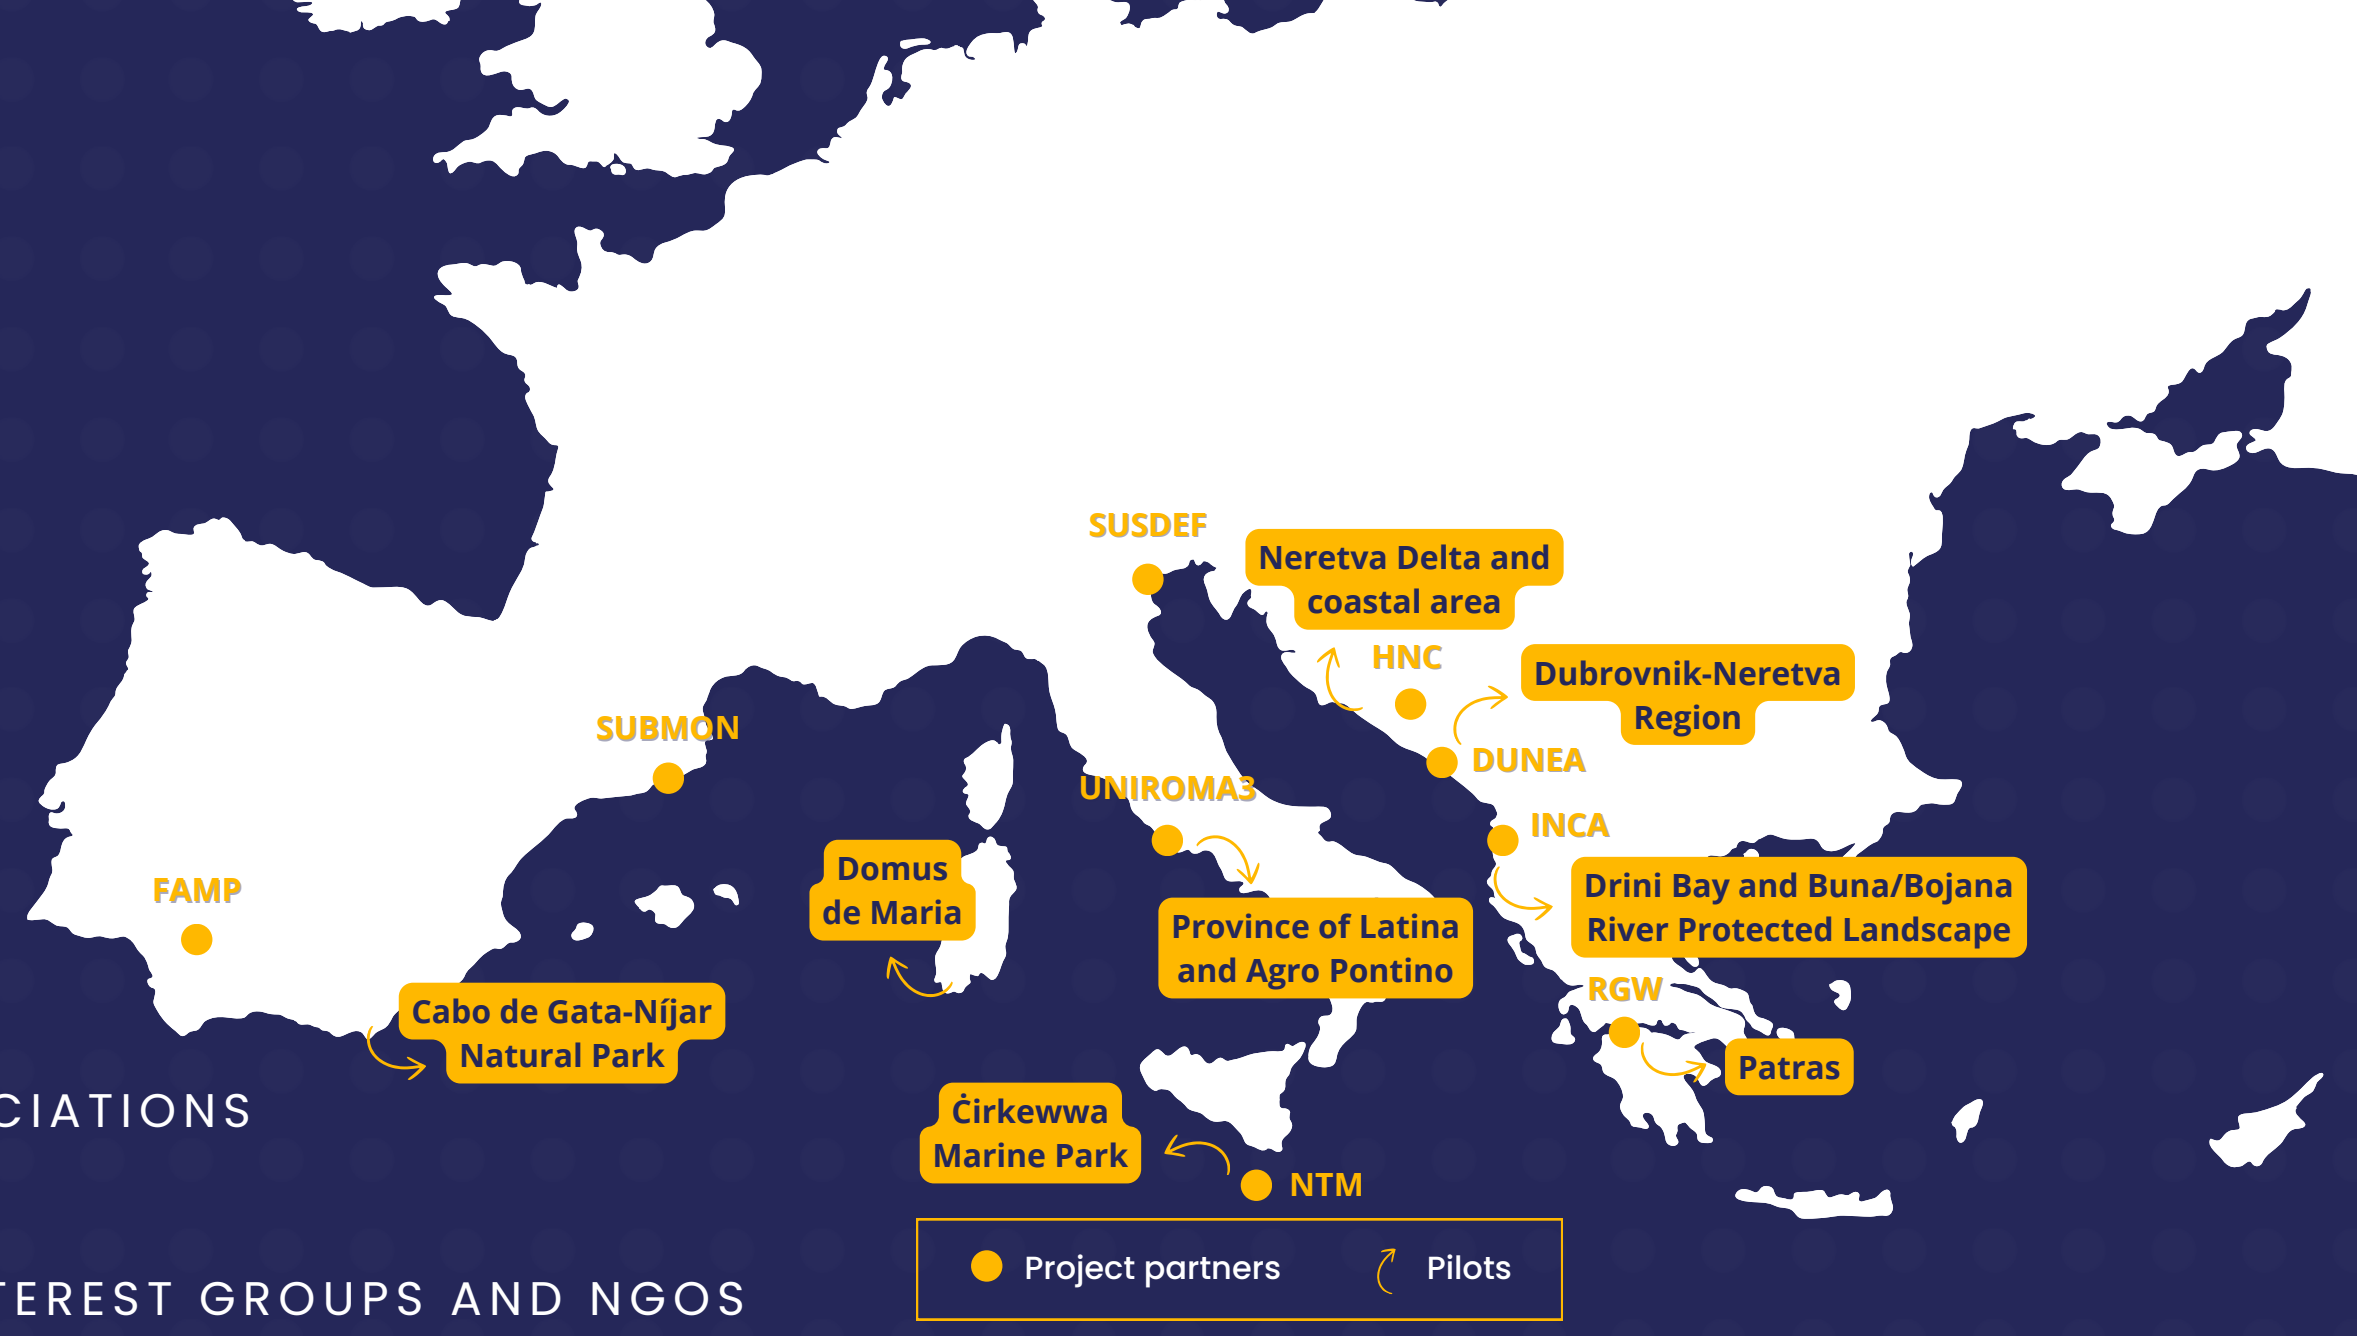 SUSDEF
Neretva Delta and
coastal area
HNC
Dubrovnik-Neretva
Region
SUBMON
DUNEA
UNIROMA3
INCA
Domus
de Maria
FAMP
Drini Bay and Buna/Bojana
River Protected Landscape
Province of Latina
and Agro Pontino
RGW
Cabo de Gata-Níjar
Natural Park
Patras
CIATIONS
Ċirkewwa
Marine Park
NTM
Project partners
Pilots
TEREST GROUPS AND NGOS